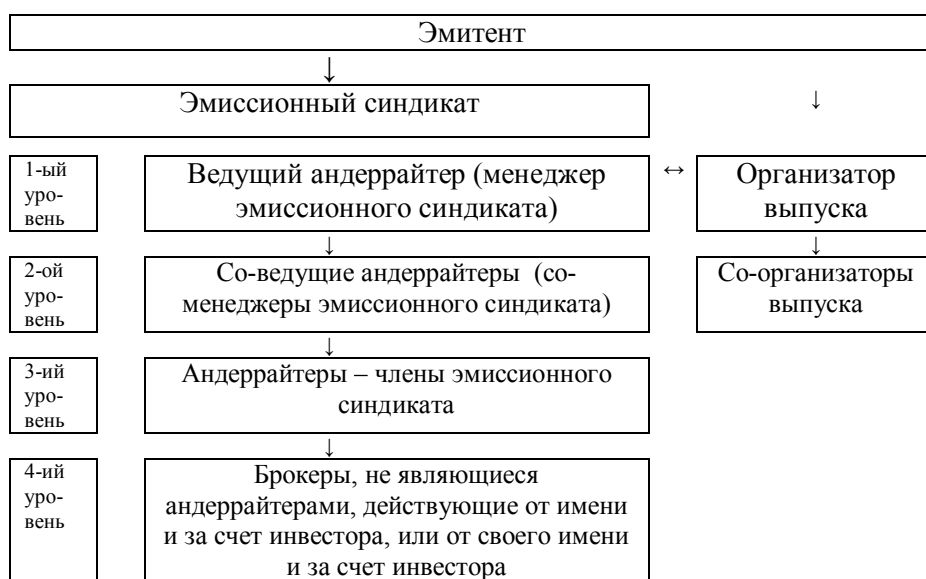 Эмитент
↓
Эмиссионный синдикат
↓
1-ый
уро-
вень
Ведущий андеррайтер (менеджер
эмиссионного синдиката)
↔
Организатор
выпуска
↓
↓
2-ой
уро-
вень
Со-ведущие андеррайтеры (со-
менеджеры эмиссионного синдиката)
Со-организаторы
выпуска
↓
3-ий
уро-
вень
Андеррайтеры – члены эмиссионного
синдиката
↓
4-ий
уро-
вень
Брокеры, не являющиеся
андеррайтерами, действующие от имени
и за счет инвестора, или от своего имени
и за счет инвестора